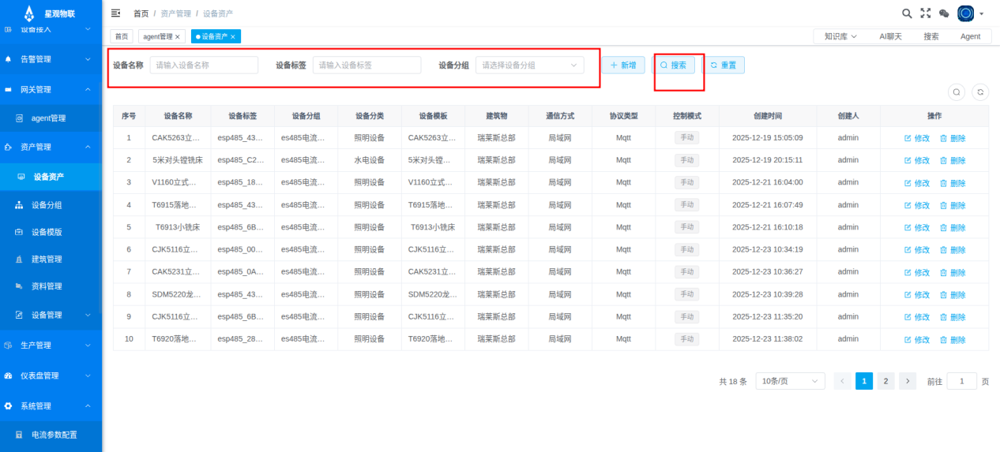 星观物联
首页 / 资产管理 / 设备资产
首页 agent管理 × ● 设备资产 ×
知识库 AI聊天 搜索 Agent
设备接入
告警管理
网关管理
agent管理
资产管理
设备资产
设备分组
设备模版
建筑管理
资料管理
设备管理
生产管理
仪表盘管理
系统管理
电流参数配置
设备名称 请输入设备名称 设备标签 请输入设备标签 设备分组 请选择设备分组 + 新增 搜索 重置
序号 设备名称 设备标签 设备分组 设备分类 设备模板 建筑物 通信方式 协议类型 控制模式 创建时间 创建人 操作
1 CAK5263立… esp485_43… es485电流… 照明设备 CAK5263立… 瑞莱斯总部 局域网 Mqtt 手动 2025-12-19 15:05:09 admin 修改 删除
2 5米对头镗铣床 esp485_C2… es485电流… 水电设备 5米对头镗… 瑞莱斯总部 局域网 Mqtt 手动 2025-12-19 20:15:11 admin 修改 删除
3 V1160立式… esp485_18… es485电流… 照明设备 V1160立式… 瑞莱斯总部 局域网 Mqtt 手动 2025-12-21 16:04:00 admin 修改 删除
4 T6915落地… esp485_43… es485电流… 照明设备 T6915落地… 瑞莱斯总部 局域网 Mqtt 手动 2025-12-21 16:07:49 admin 修改 删除
5 T6913小铣床 esp485_6B… es485电流… 照明设备 T6913小铣床 瑞莱斯总部 局域网 Mqtt 手动 2025-12-21 16:10:18 admin 修改 删除
6 CJK5116立… esp485_00… es485电流… 照明设备 CJK5116立… 瑞莱斯总部 局域网 Mqtt 手动 2025-12-23 10:34:19 admin 修改 删除
7 CAK5231立… esp485_0A… es485电流… 照明设备 CAK5231立… 瑞莱斯总部 局域网 Mqtt 手动 2025-12-23 10:36:27 admin 修改 删除
8 SDM5220龙… esp485_43… es485电流… 照明设备 SDM5220龙… 瑞莱斯总部 局域网 Mqtt 手动 2025-12-23 10:39:28 admin 修改 删除
9 CJK5116立… esp485_6B… es485电流… 照明设备 CJK5116立… 瑞莱斯总部 局域网 Mqtt 手动 2025-12-23 11:35:20 admin 修改 删除
10 T6920落地… esp485_28… es485电流… 照明设备 T6920落地… 瑞莱斯总部 局域网 Mqtt 手动 2025-12-23 11:38:02 admin 修改 删除
共 18 条 10条/页 < 1 2 > 前往 1 页